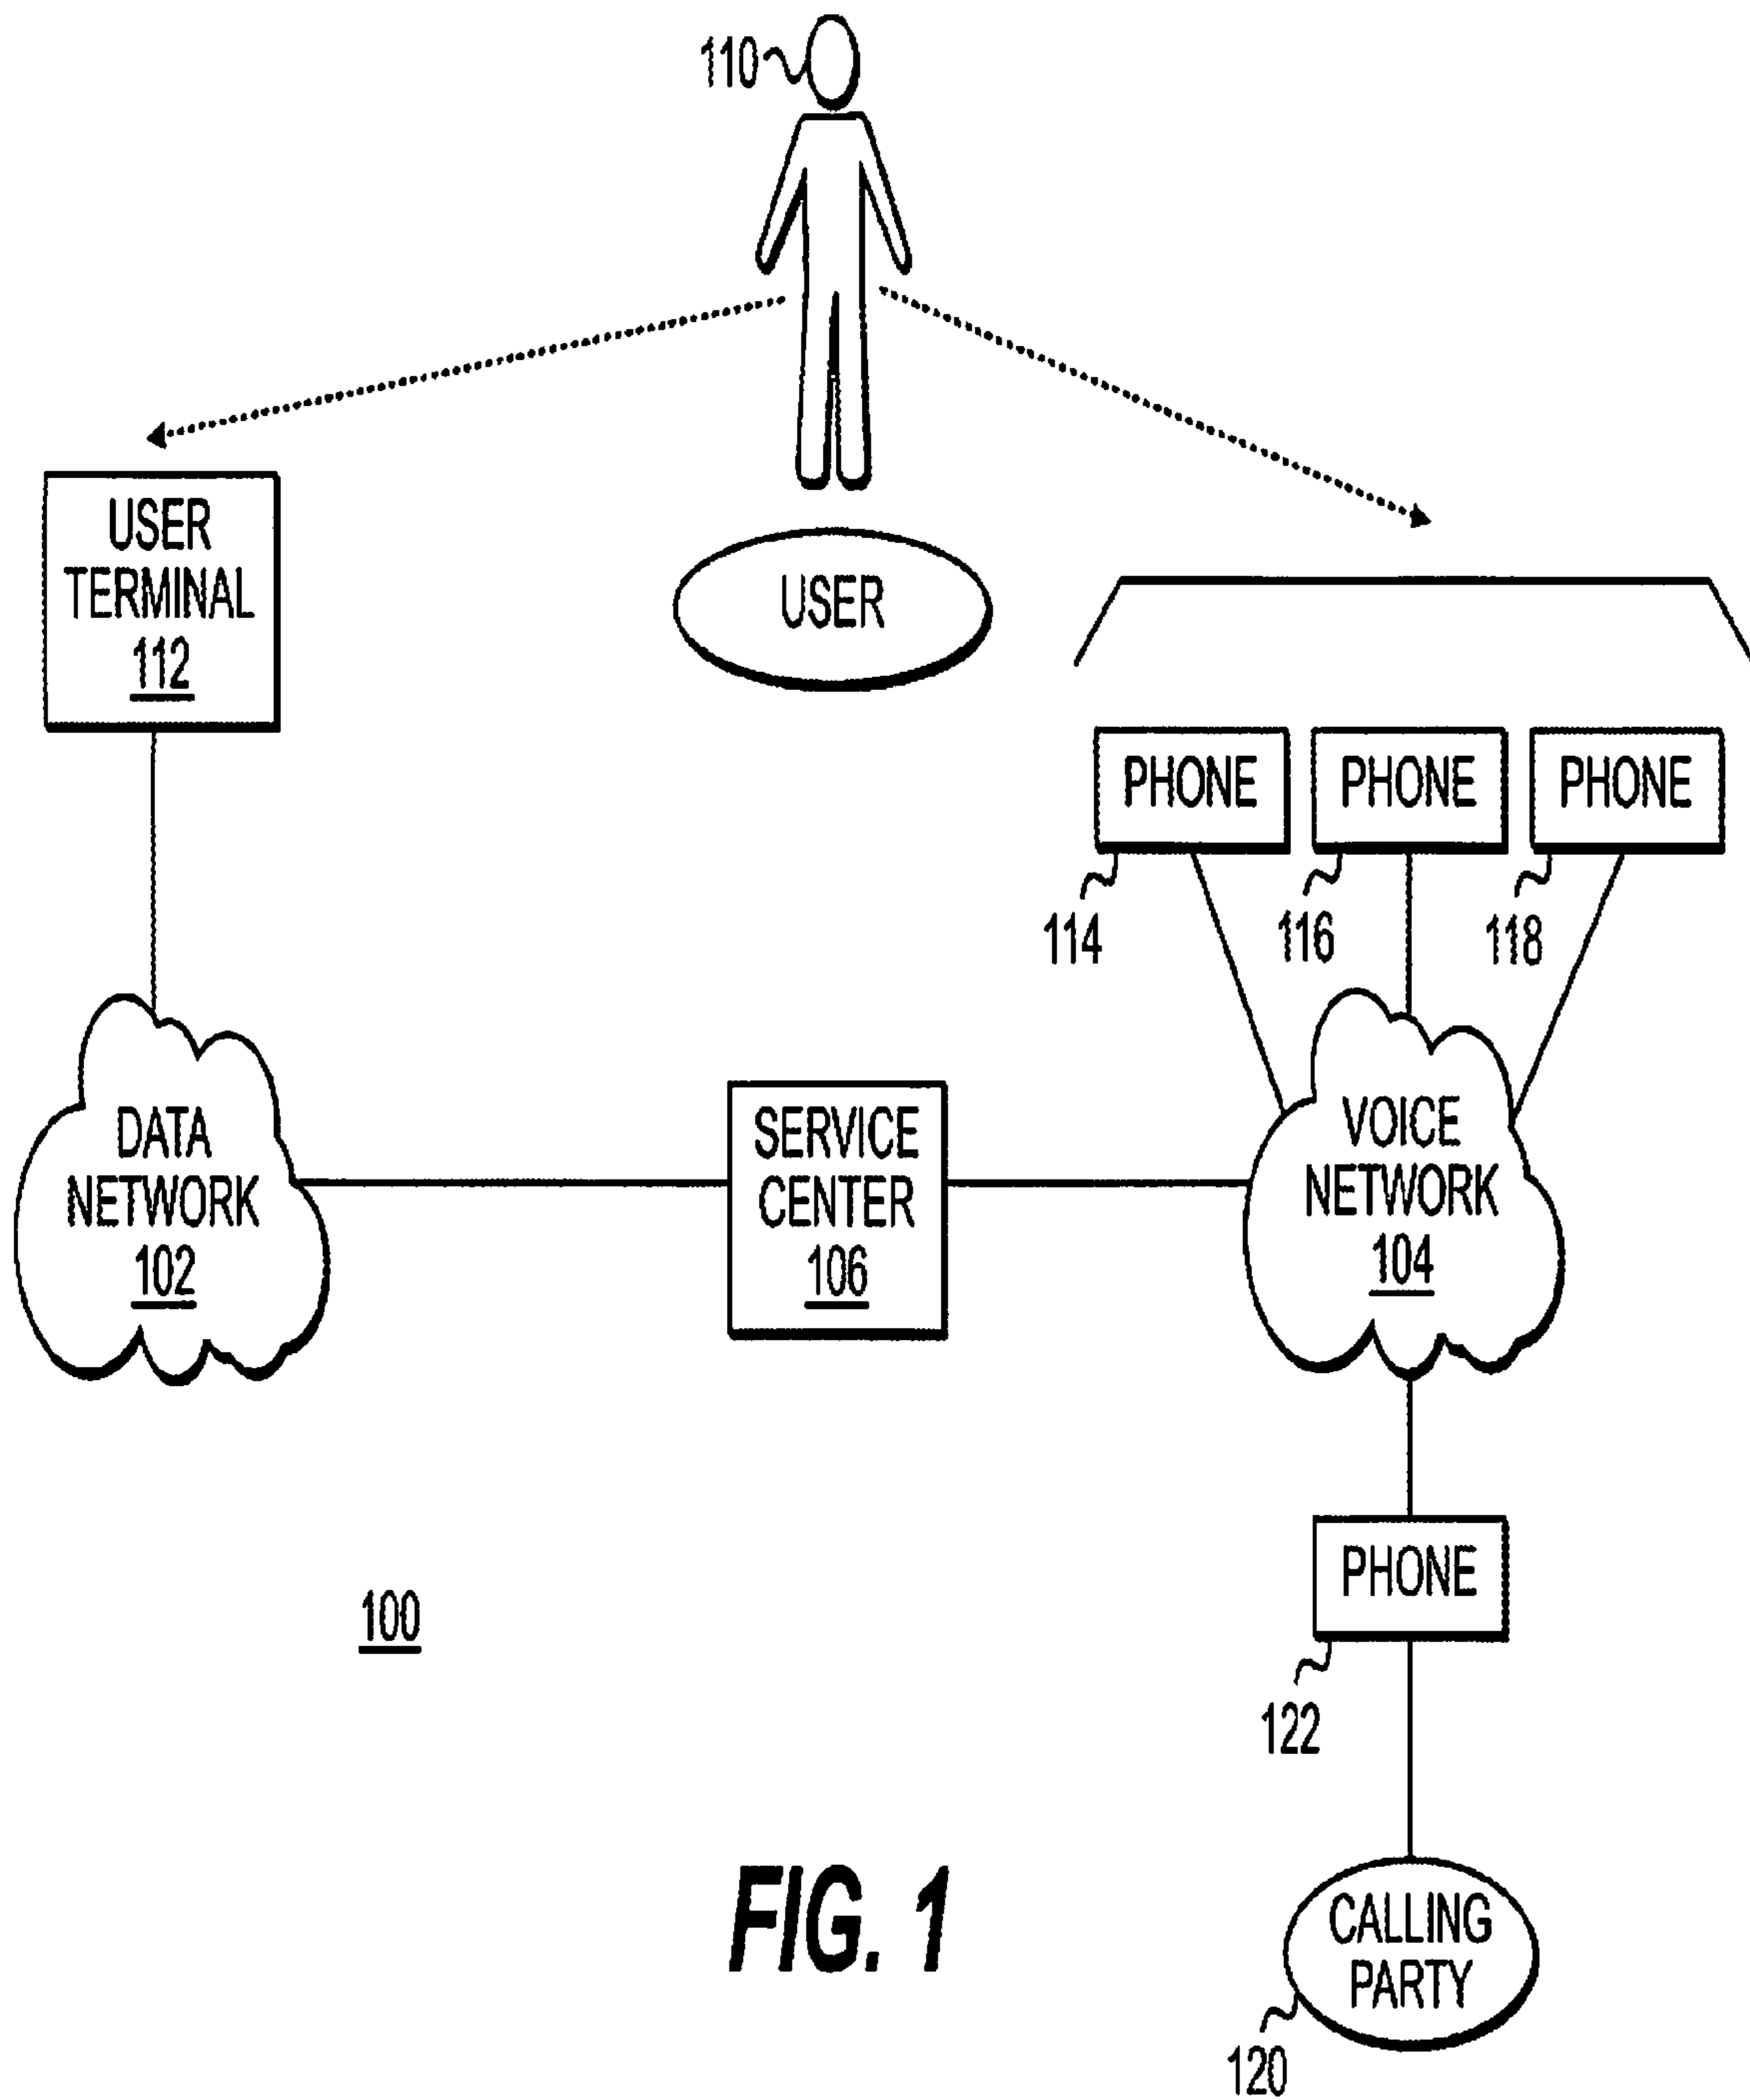 110
USER
TERMINAL
112
USER
PHONE
PHONE
PHONE
114
116
118
DATA
NETWORK
102
SERVICE
CENTER
106
VOICE
NETWORK
104
PHONE
122
100
CALLING
PARTY
120
FIG. 1